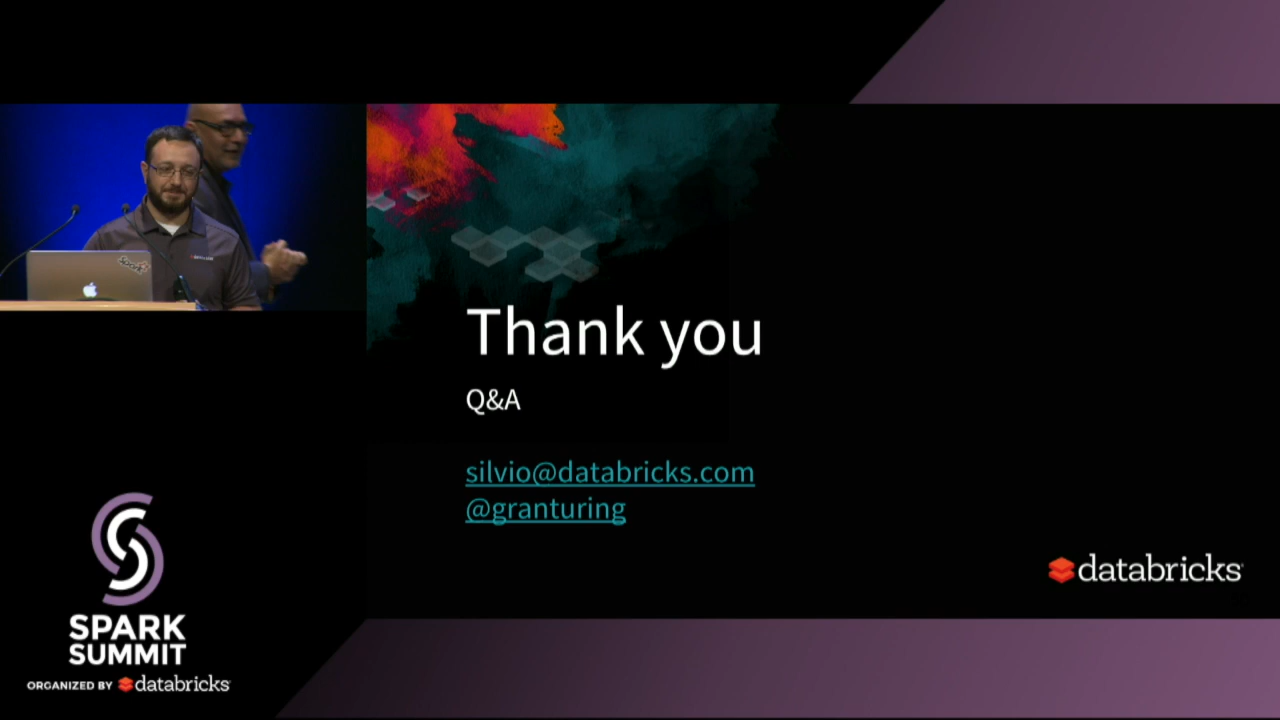 Thank you
Q&A
silvio@databricks.com
@granturing
databricks
SPARK
SUMMIT
ORGANIZED BY databricks